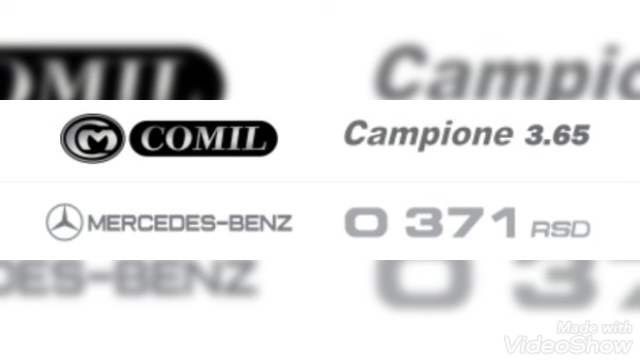 COMIL Campione 3.65
MERCEDES-BENZ O 371 RSD
Made with
VideoShow